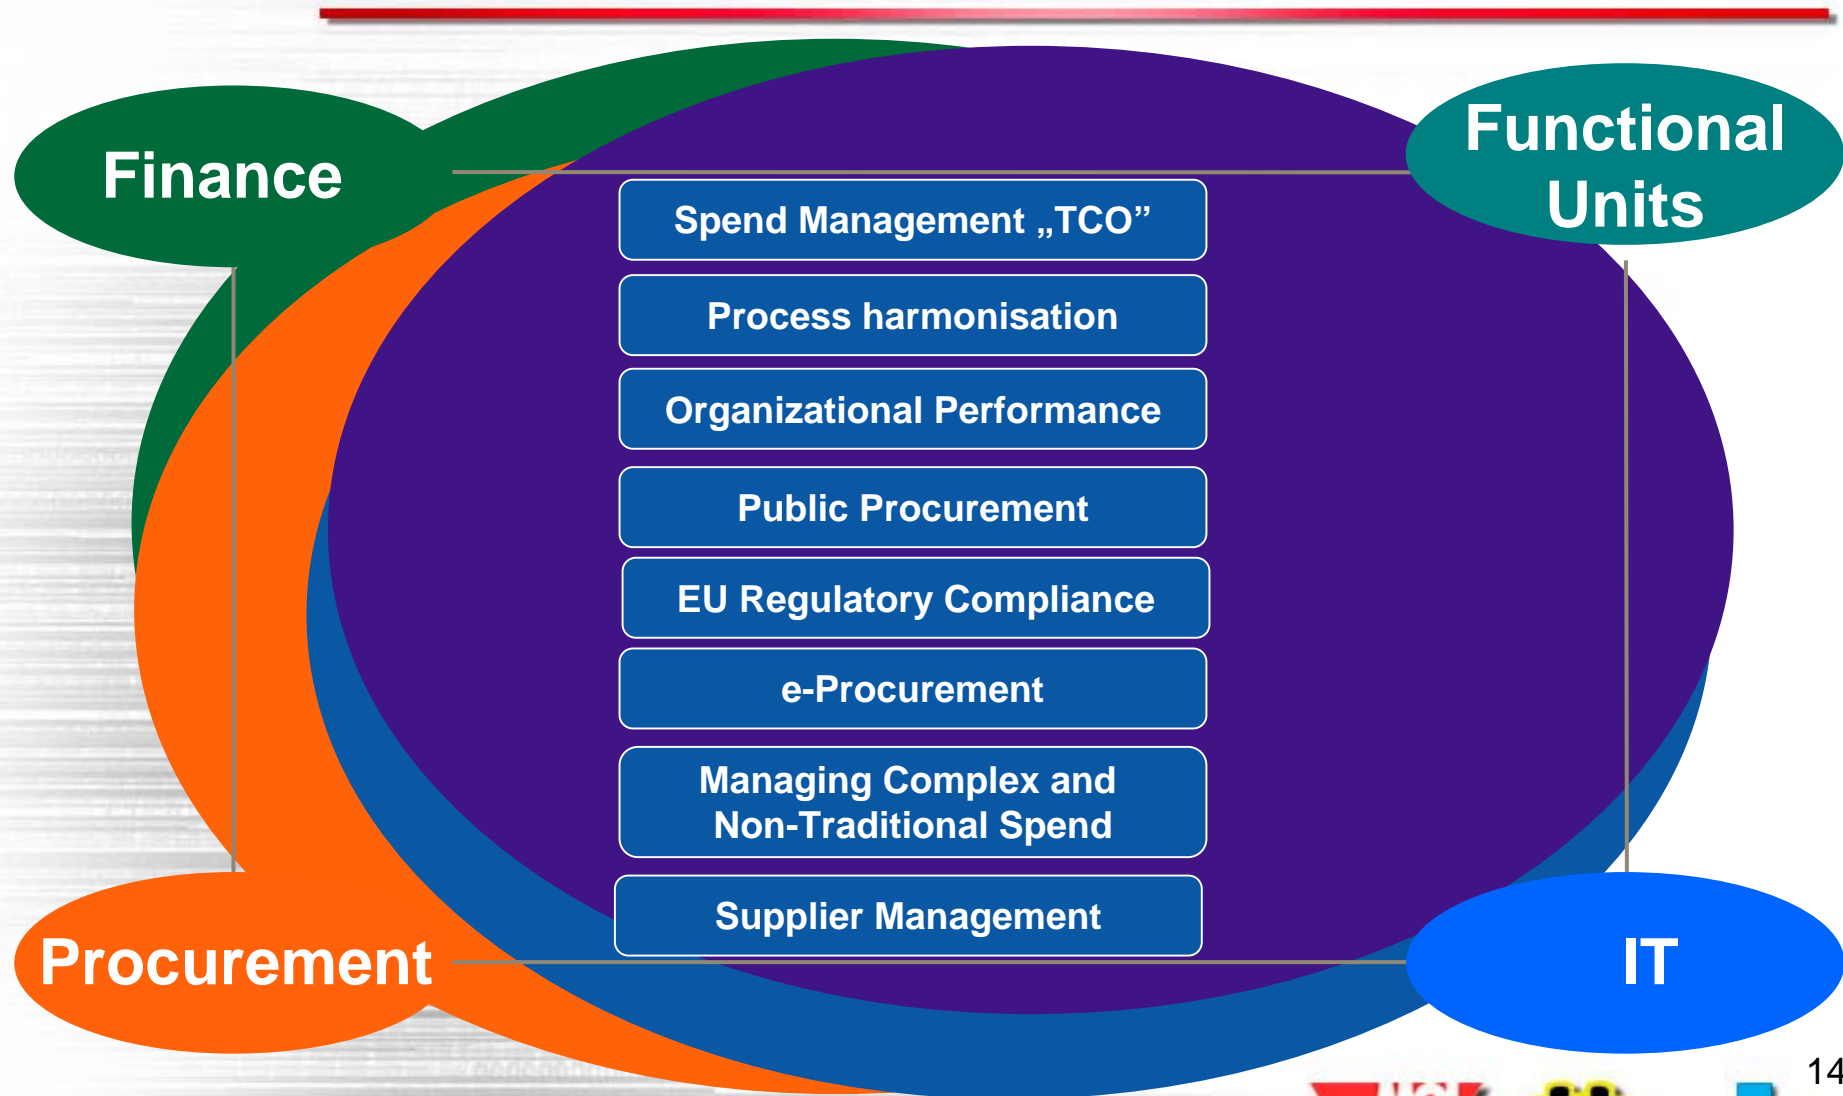 Finance
Functional
Units
Spend Management „TCO”
Process harmonisation
Organizational Performance
Public Procurement
EU Regulatory Compliance
e-Procurement
Managing Complex and
Non-Traditional Spend
Supplier Management
Procurement
IT
14